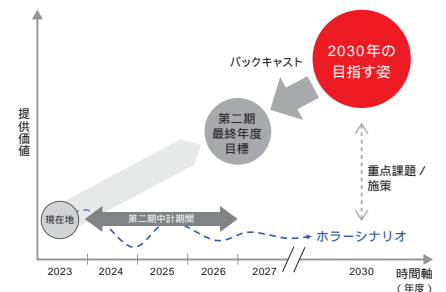 2030年の
目指す姿
バックキャスト
提供価値
第二期
最終年度
目標
重点課題 /
施策
現在地
第二期中計期間
ホラーシナリオ
2023
2024
2025
2026
2027
2030
時間軸
(年度)